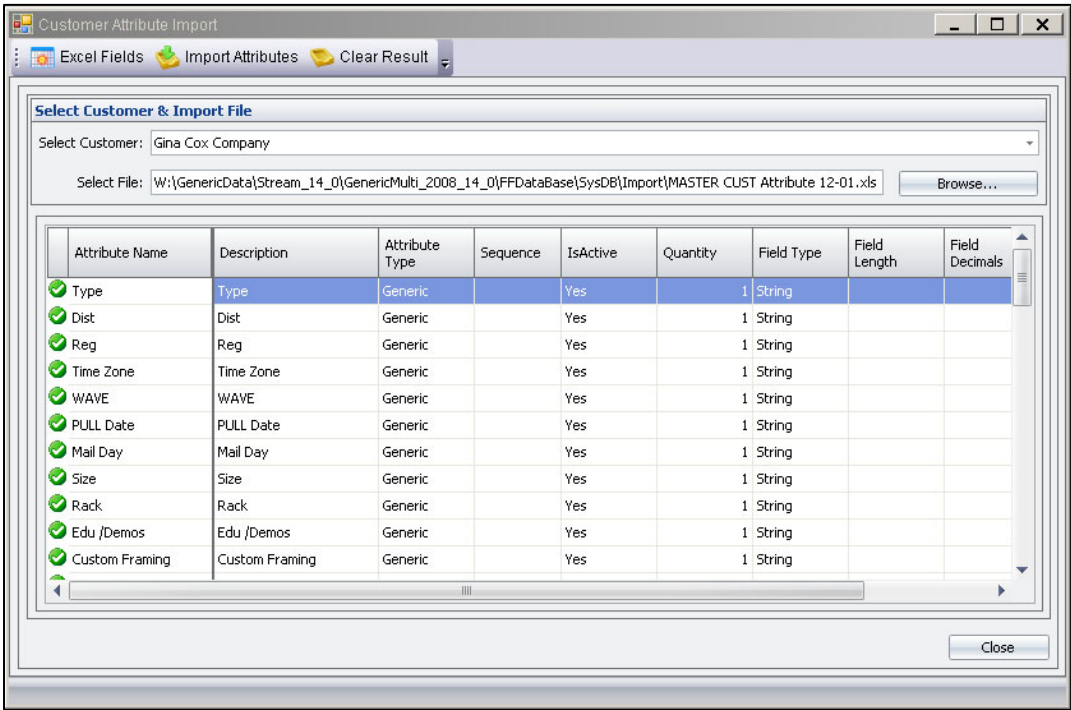 Customer Attribute Import
Excel Fields Import Attributes Clear Result
Select Customer & Import File
Select Customer: Gina Cox Company
Select File: W:\GenericData\Stream_14_0\GenericMulti_2008_14_0\FFDataBase\SysDB\Import\MASTER CUST Attribute 12-01.xls Browse...
Attribute Name Description Attribute Type Sequence IsActive Quantity Field Type Field Length Field Decimals
Type Type Generic Yes 1 String
Dist Dist Generic Yes 1 String
Reg Reg Generic Yes 1 String
Time Zone Time Zone Generic Yes 1 String
WAVE WAVE Generic Yes 1 String
PULL Date PULL Date Generic Yes 1 String
Mail Day Mail Day Generic Yes 1 String
Size Size Generic Yes 1 String
Rack Rack Generic Yes 1 String
Edu /Demos Edu /Demos Generic Yes 1 String
Custom Framing Custom Framing Generic Yes 1 String
Close